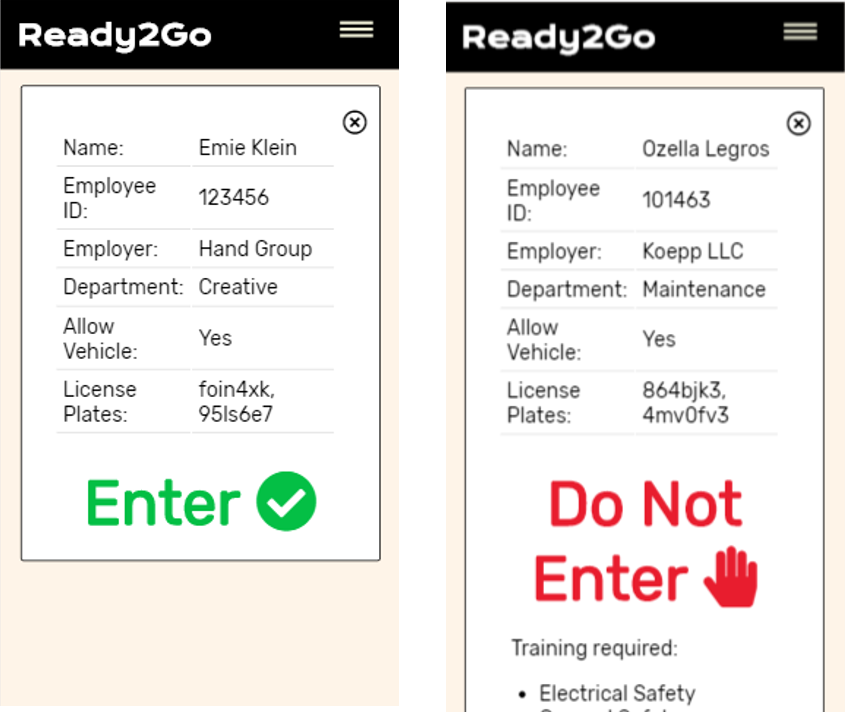 Ready2Go
Name: Emie Klein
Employee
ID: 123456
Employer: Hand Group
Department: Creative
Allow
Vehicle: Yes
License
Plates: foin4xk,
95ls6e7
Enter
Ready2Go
Name: Ozella Legros
Employee
ID: 101463
Employer: Koepp LLC
Department: Maintenance
Allow
Vehicle: Yes
License
Plates: 864bjk3,
4mv0fv3
Do Not
Enter
Training required:
• Electrical Safety